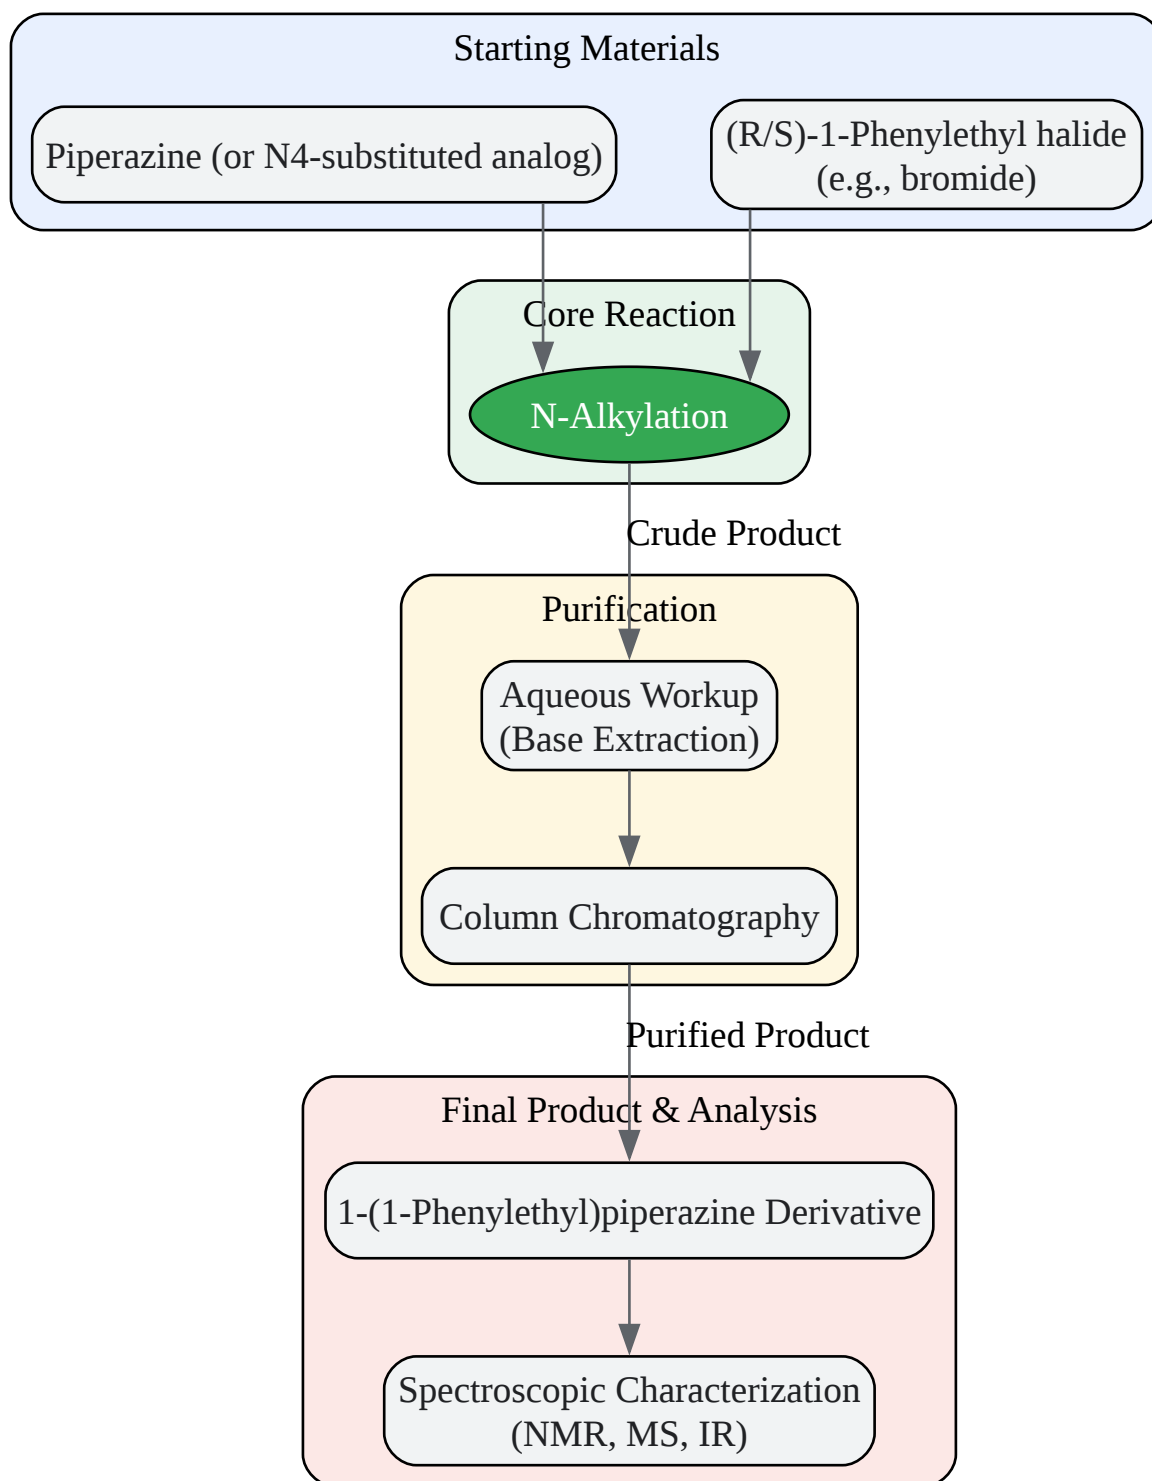 Starting Materials
Piperazine (or N4-substituted analog)
(R/S)-1-Phenylethyl halide
(e.g., bromide)
Core Reaction
N-Alkylation
Crude Product
Purification
Aqueous Workup
(Base Extraction)
Column Chromatography
Purified Product
Final Product & Analysis
1-(1-Phenylethyl)piperazine Derivative
Spectroscopic Characterization
(NMR, MS, IR)